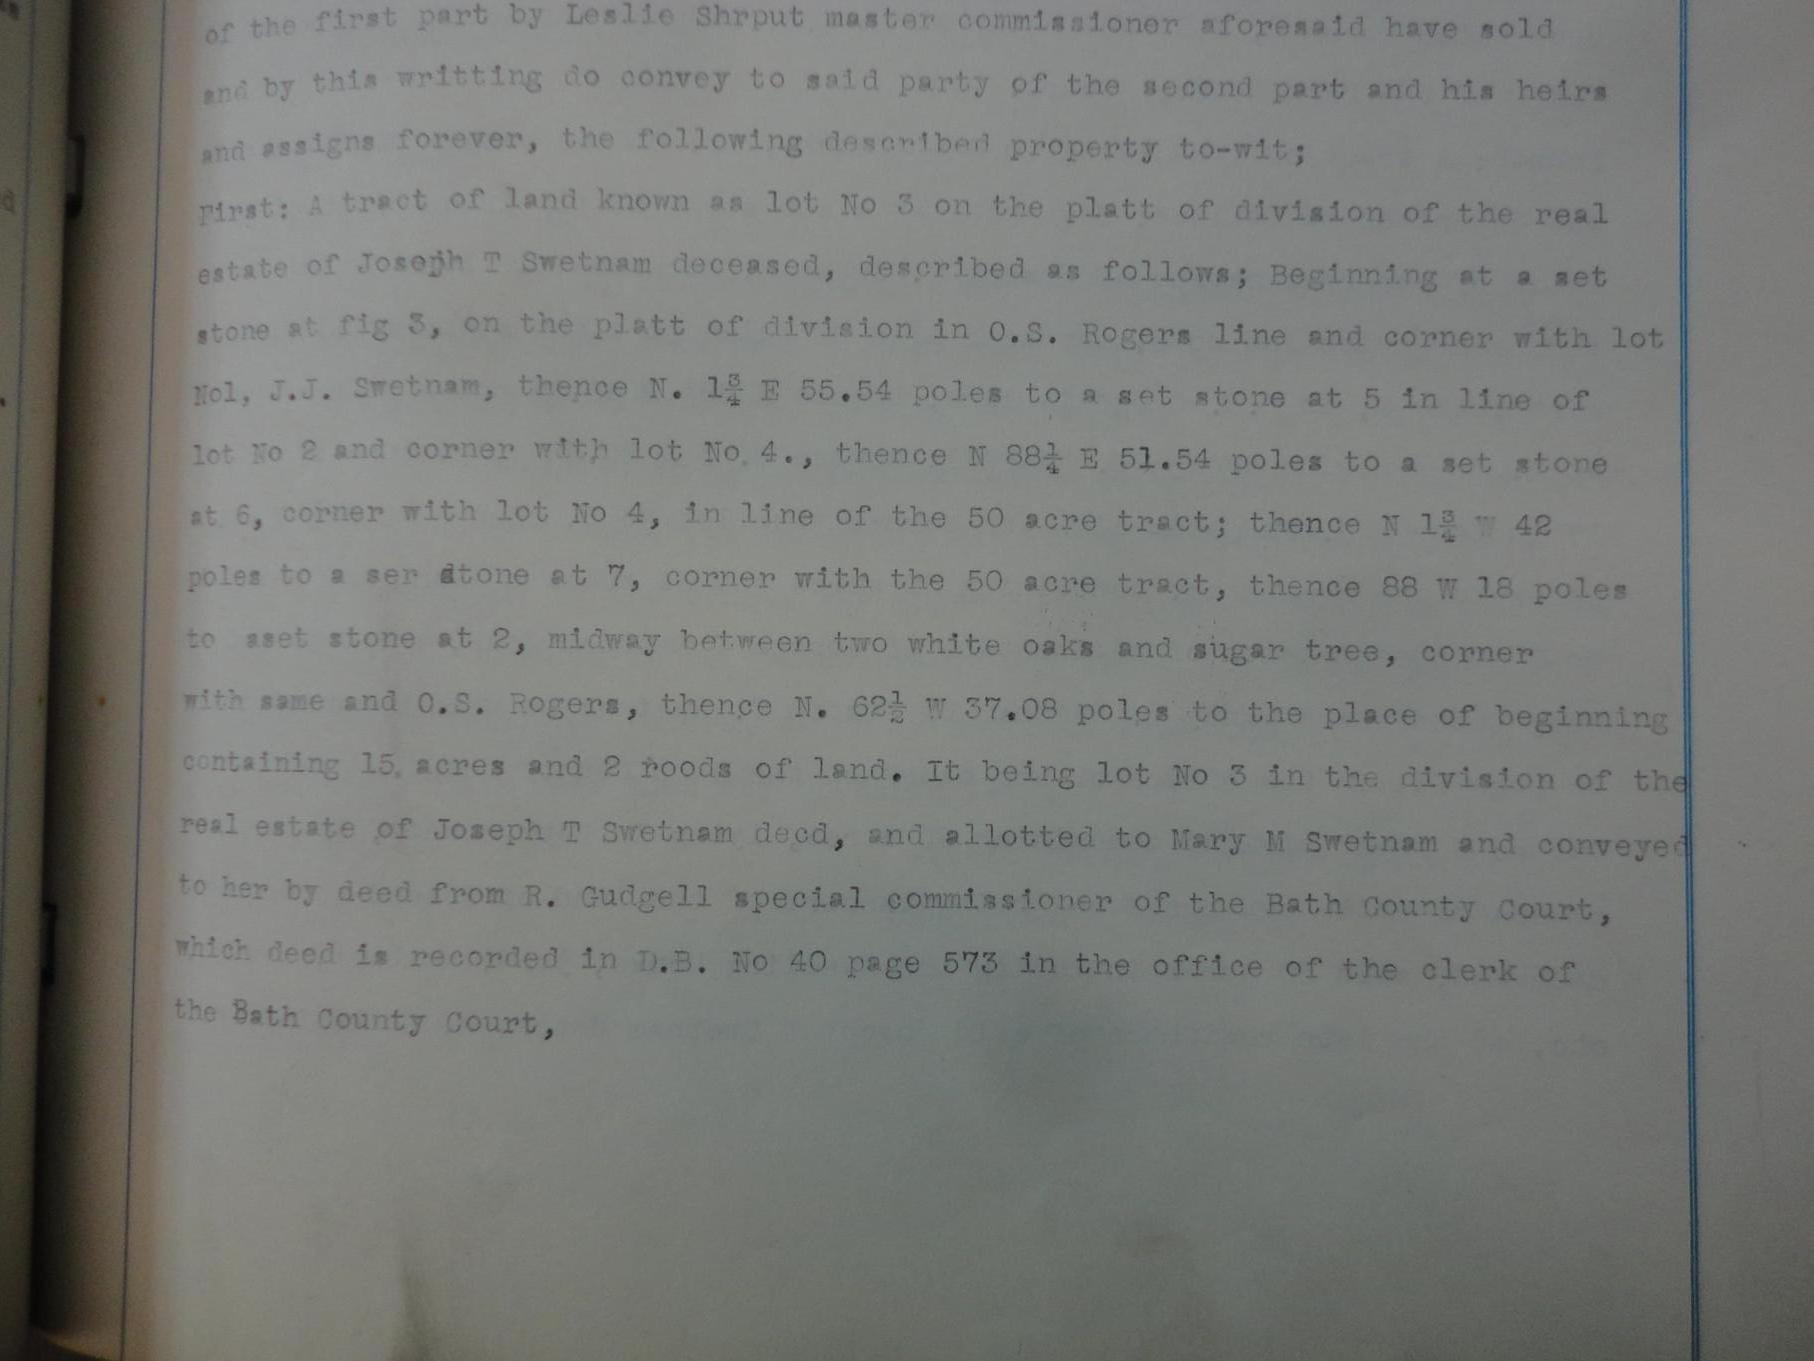 of the first part by Leslie Shrput master commissioner aforesaid have sold
and by this writting do convey to said party of the second part and his heirs
and assigns forever, the following described property to-wit;
First: A tract of land known as lot No 3 on the platt of division of the real
estate of Joseph T Swetnam deceased, described as follows; Beginning at a set
stone at fig 3, on the platt of division in O.S. Rogers line and corner with lot
No1, J.J. Swetnam, thence N. 1¾ E 55.54 poles to a set stone at 5 in line of
lot No 2 and corner with lot No. 4., thence N 88¼ E 51.54 poles to a set stone
at 6, corner with lot No 4, in line of the 50 acre tract; thence N 1¾ W 42
poles to a ser stone at 7, corner with the 50 acre tract, thence 88 W 18 poles
to aset stone at 2, midway between two white oaks and sugar tree, corner
with same and O.S. Rogers, thence N. 62½ W 37.08 poles to the place of beginning
containing 15. acres and 2 roods of land. It being lot No 3 in the division of the
real estate of Joseph T Swetnam decd, and allotted to Mary M Swetnam and conveyed
to her by deed from R. Gudgell special commissioner of the Bath County Court,
which deed is recorded in D.B. No 40 page 573 in the office of the clerk of
the Bath County Court,